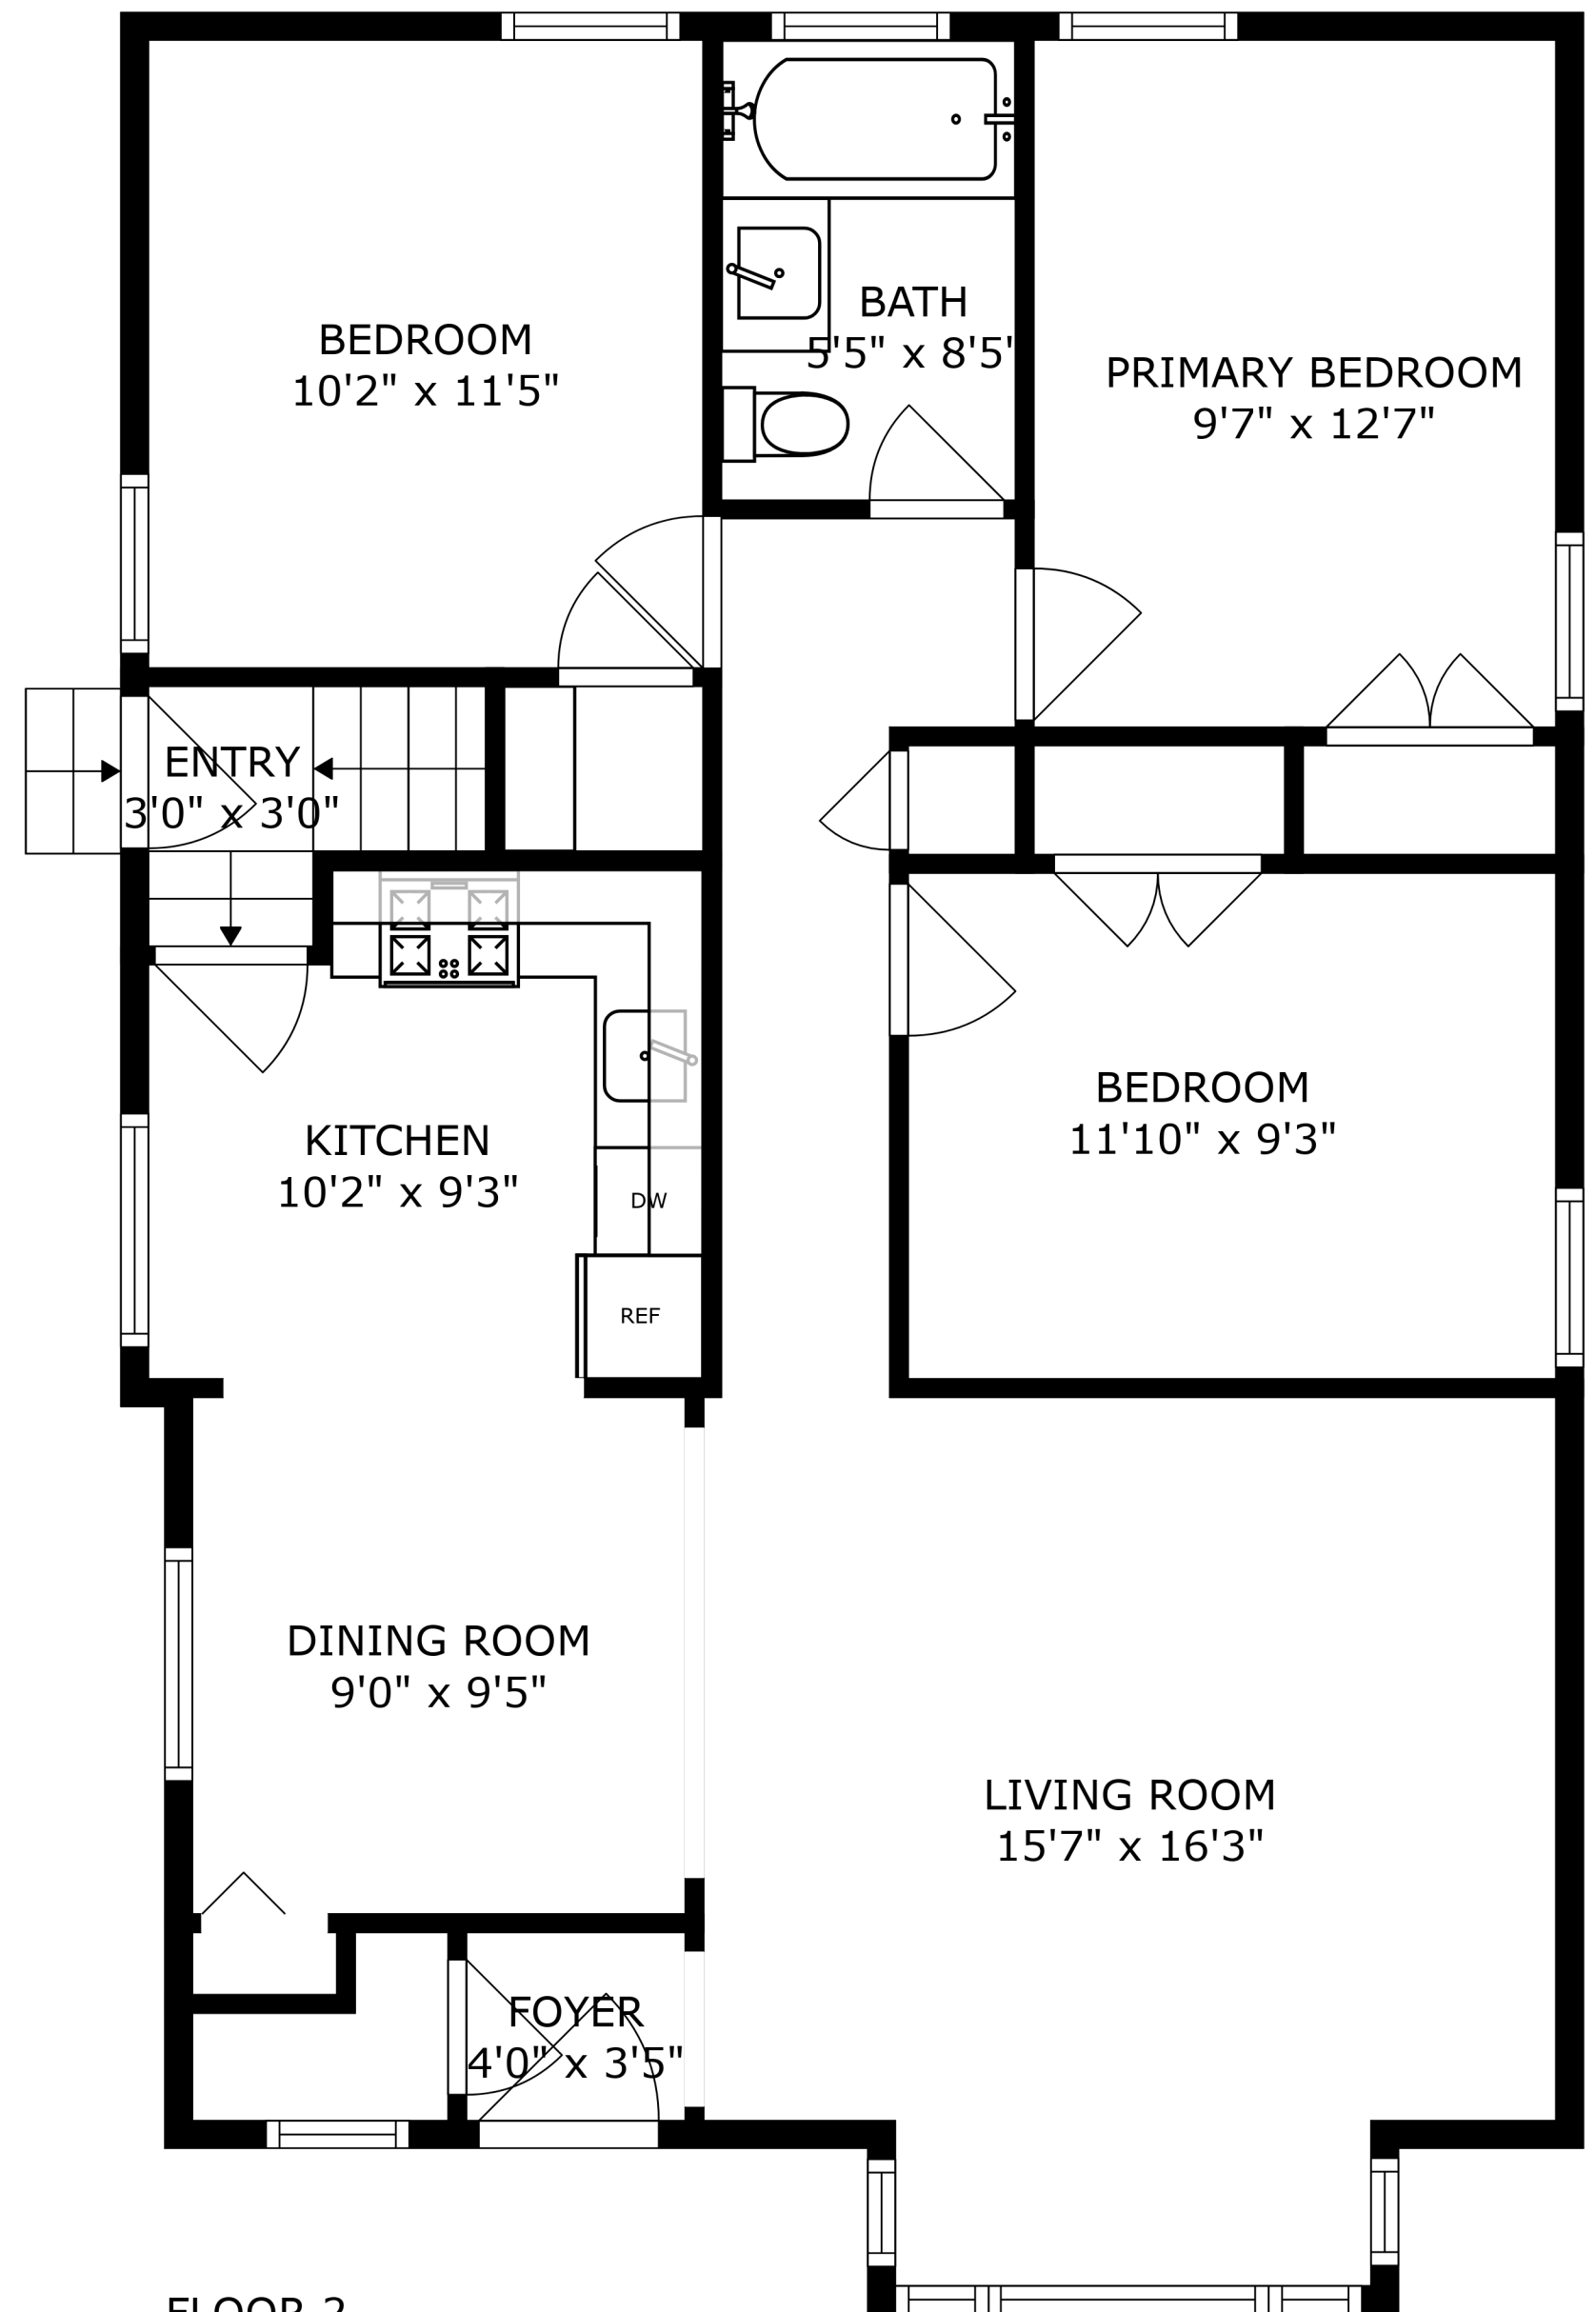 BEDROOM
10'2" x 11'5"
BATH
5'5" x 8'5"
PRIMARY BEDROOM
9'7" x 12'7"
ENTRY
3'0" x 3'0"
BEDROOM
11'10" x 9'3"
KITCHEN
10'2" x 9'3"
DW
REF
DINING ROOM
9'0" x 9'5"
LIVING ROOM
15'7" x 16'3"
FOYER
4'0" x 3'5"
FLOOR 2